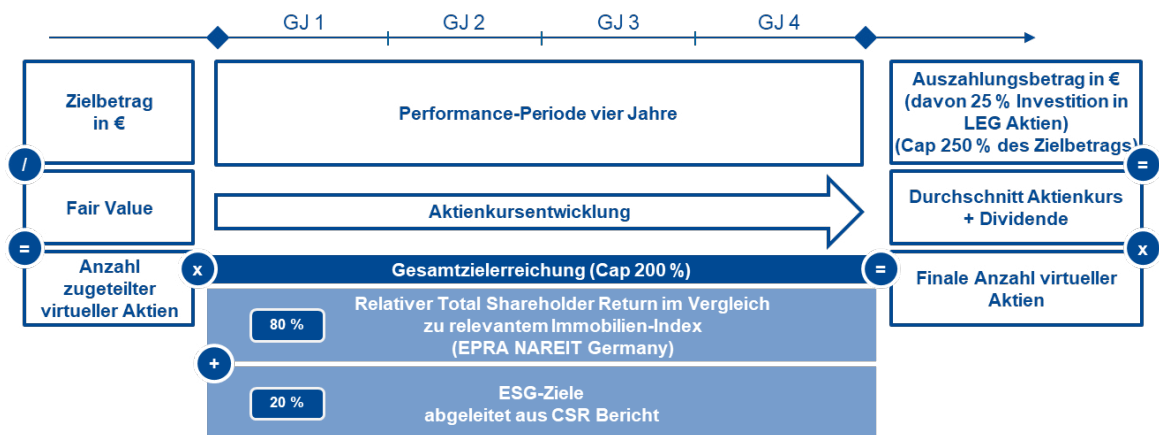 GJ 1
GJ 2
GJ 3
GJ 4
Zielbetrag
in €
/
Fair Value
=
Anzahl
zugeteilter
virtueller Aktien
x
Performance-Periode vier Jahre
Aktienkursentwicklung
Gesamtzielerreichung (Cap 200 %)
80 %
Relativer Total Shareholder Return im Vergleich
zu relevantem Immobilien-Index
(EPRA NAREIT Germany)
+
20 %
ESG-Ziele
abgeleitet aus CSR Bericht
=
Auszahlungsbetrag in €
(davon 25 % Investition in
LEG Aktien)
(Cap 250 % des Zielbetrags)
=
Durchschnitt Aktienkurs
+ Dividende
x
Finale Anzahl virtueller
Aktien